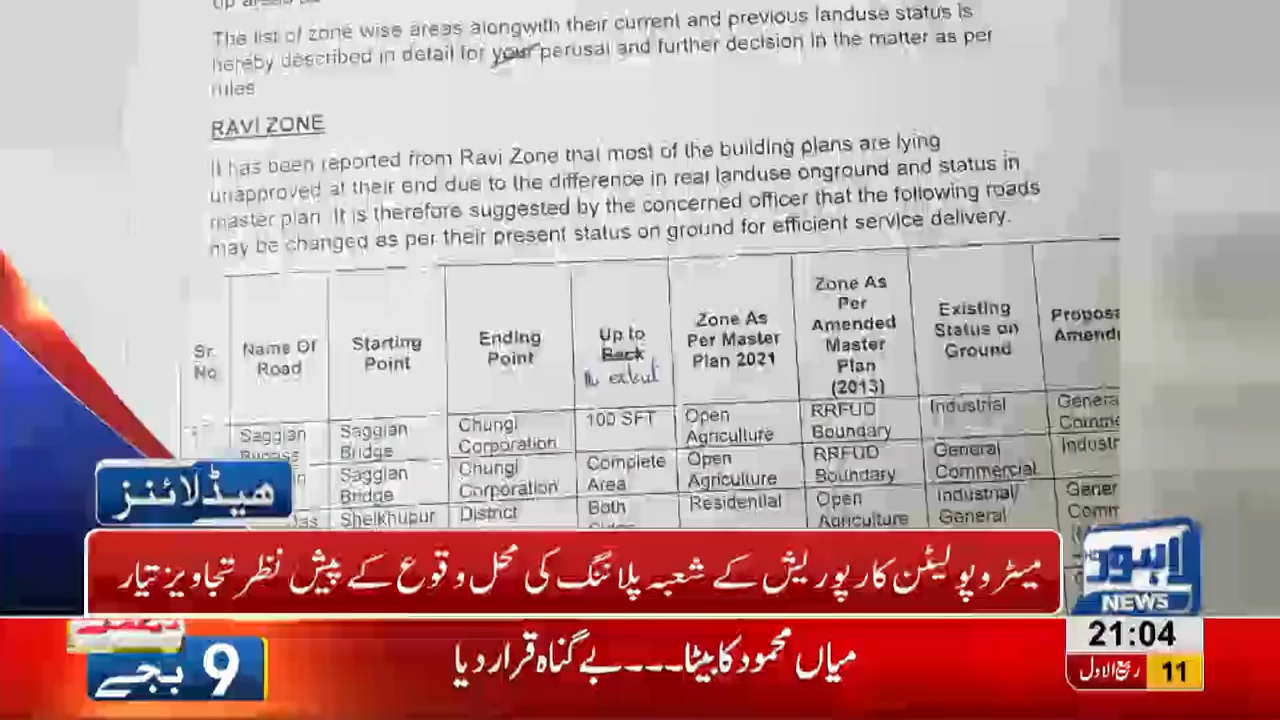 The list of zone wise areas alongwith their current and previous landuse status is
hereby described in detail for your perusal and further decision in the matter as per
rules
RAVI ZONE
It has been reported from Ravi Zone that most of the building plans are lying
unapproved at their end due to the difference in real landuse onground and status in
master plan. It is therefore suggested by the concerned officer that the following roads
may be changed as per their present status on ground for efficient service delivery.
Sr. No
Name Of Road
Starting Point
Ending Point
Up to Back
Zone As Per Master Plan 2021
Zone As Per Amended Master Plan (2013)
Existing Status on Ground
Saggian
Saggian Bridge
Chungi Corporation
100 SFT
Open Agriculture
RRFUD Boundary
Industrial
Saggian Bridge
Chungi Corporation
Complete Area
Open Agriculture
RRFUD Boundary
General Commercial
Sheikhupur
District
Both
Residential
Open Agriculture
Industrial/ General
ھیڈلائنز
میٹروپولیٹن کارپوریشن کے شعبہ پلاننگ کی محل وقوع کے پیش نظر تجاویز تیار
لاہور
NEWS
21:04
11 ربیع الاول
9 بجے
میاں محمود کا بیٹا۔۔۔بے گناہ قرار دیا